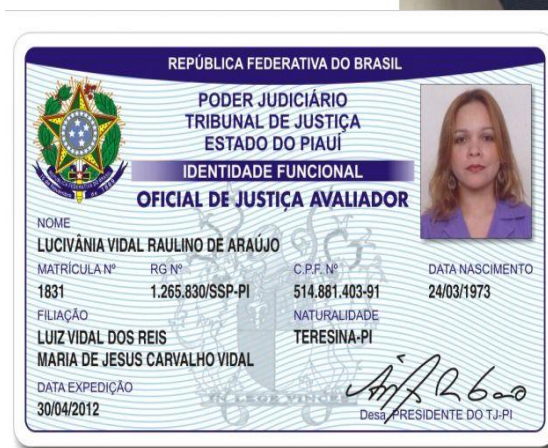 REPÚBLICA FEDERATIVA DO BRASIL
PODER JUDICIÁRIO
TRIBUNAL DE JUSTIÇA
ESTADO DO PIAUÍ
IDENTIDADE FUNCIONAL
OFICIAL DE JUSTIÇA AVALIADOR
NOME
LUCIVÂNIA VIDAL RAULINO DE ARAÚJO
MATRÍCULA Nº RG Nº C.P.F. Nº DATA NASCIMENTO
1831 1.265.830/SSP-PI 514.881.403-91 24/03/1973
FILIAÇÃO NATURALIDADE
LUIZ VIDAL DOS REIS TERESINA-PI
MARIA DE JESUS CARVALHO VIDAL
DATA EXPEDIÇÃO
30/04/2012
Desa. PRESIDENTE DO TJ-PI